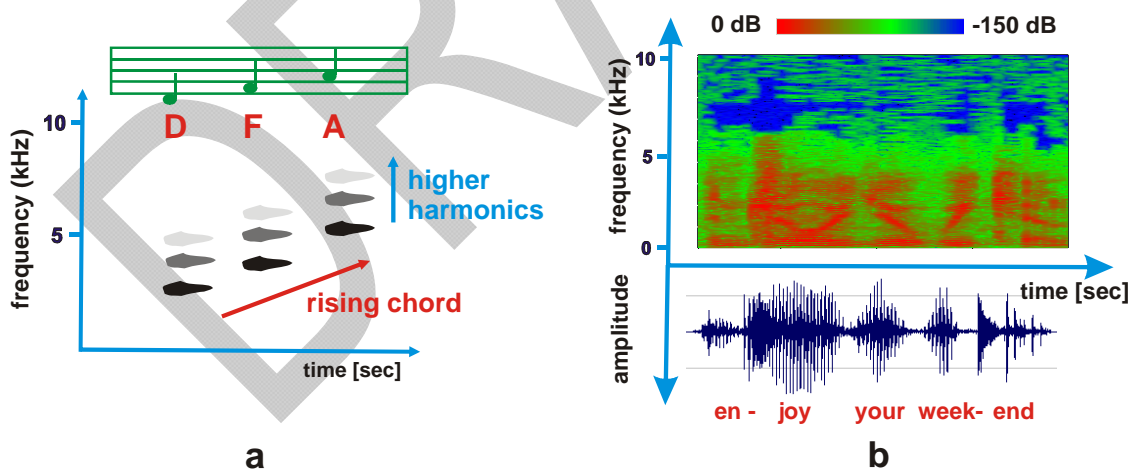 D F A
10
5
frequency (kHz)
higher
harmonics
rising chord
time [sec]
a
0 dB -150 dB
10
5
0
frequency (kHz)
time [sec]
amplitude
en - joy your week- end
b